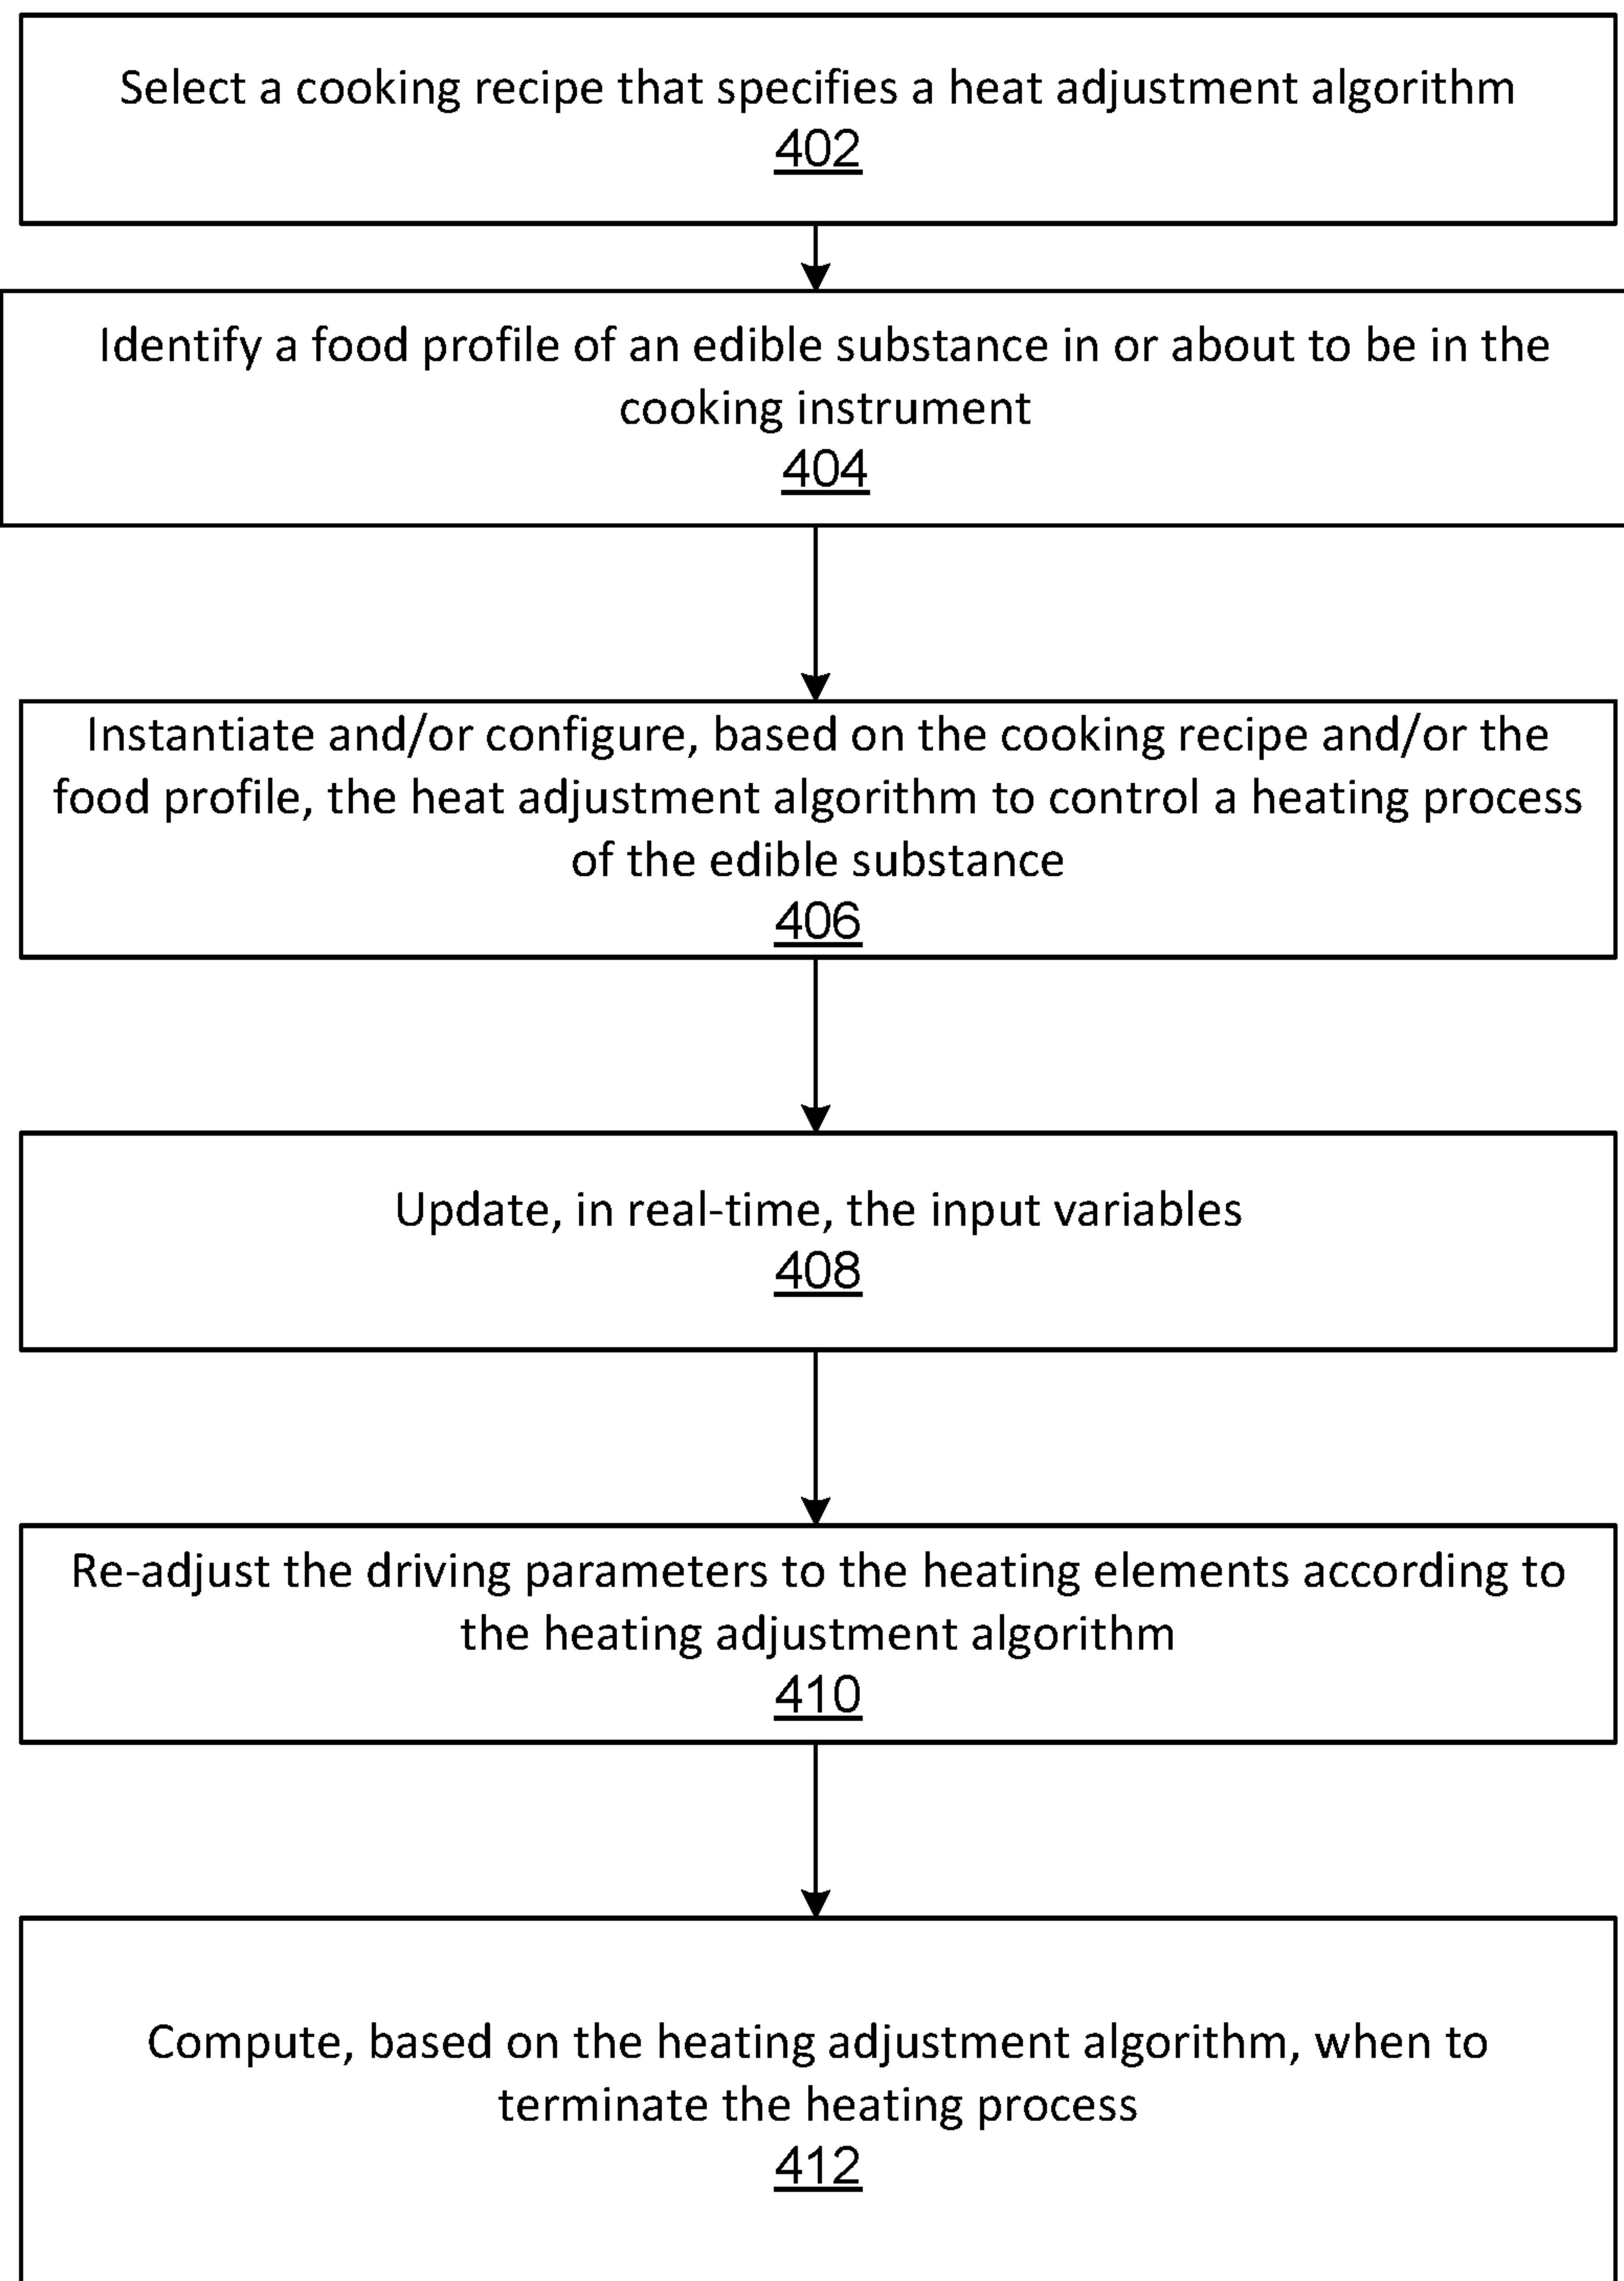 Select a cooking recipe that specifies a heat adjustment algorithm
402
Identify a food profile of an edible substance in or about to be in the
cooking instrument
404
Instantiate and/or configure, based on the cooking recipe and/or the
food profile, the heat adjustment algorithm to control a heating process
of the edible substance
406
Update, in real-time, the input variables
408
Re-adjust the driving parameters to the heating elements according to
the heating adjustment algorithm
410
Compute, based on the heating adjustment algorithm, when to
terminate the heating process
412